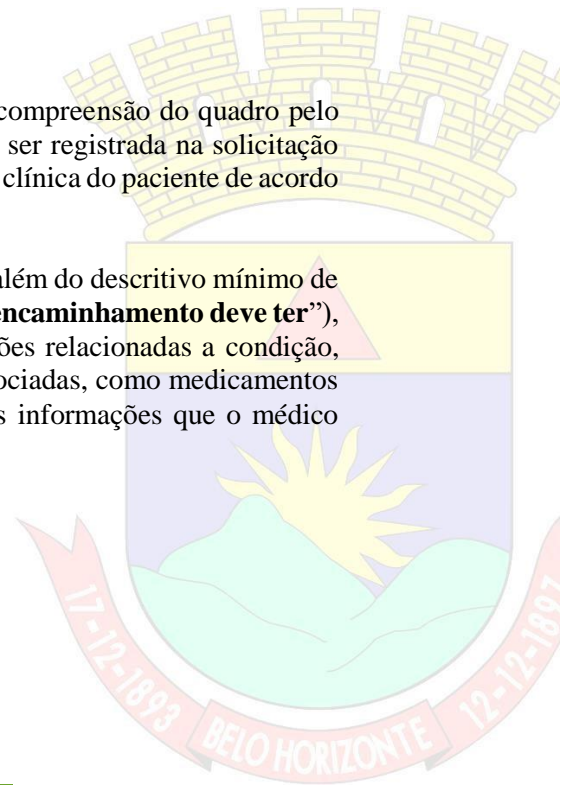 compreensão do quadro pelo
ser registrada na solicitação
clínica do paciente de acordo
além do descritivo mínimo de
encaminhamento deve ter”),
ões relacionadas a condição,
ociadas, como medicamentos
s informações que o médico
17-12-1893
BELO HORIZONTE
12-12-1897